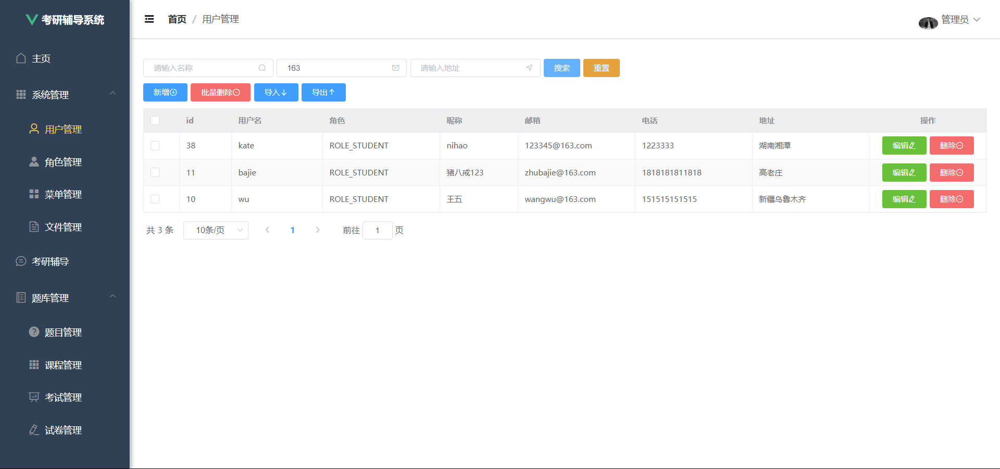 考研辅导系统
主页
系统管理
用户管理
角色管理
菜单管理
文件管理
考研辅导
题库管理
题目管理
课程管理
考试管理
试卷管理
首页 / 用户管理
管理员
请输入名称 163 请输入地址 搜索 重置
新增 批量删除 导入 导出
id 用户名 角色 昵称 邮箱 电话 地址 操作
38 kate ROLE_STUDENT nihao 123345@163.com 1223333 湖南湘潭 编辑 删除
11 bajie ROLE_STUDENT 猪八戒123 zhubajie@163.com 1818181811818 高老庄 编辑 删除
10 wu ROLE_STUDENT 王五 wangwu@163.com 151515151515 新疆乌鲁木齐 编辑 删除
共 3 条 10条/页 1 前往 1 页